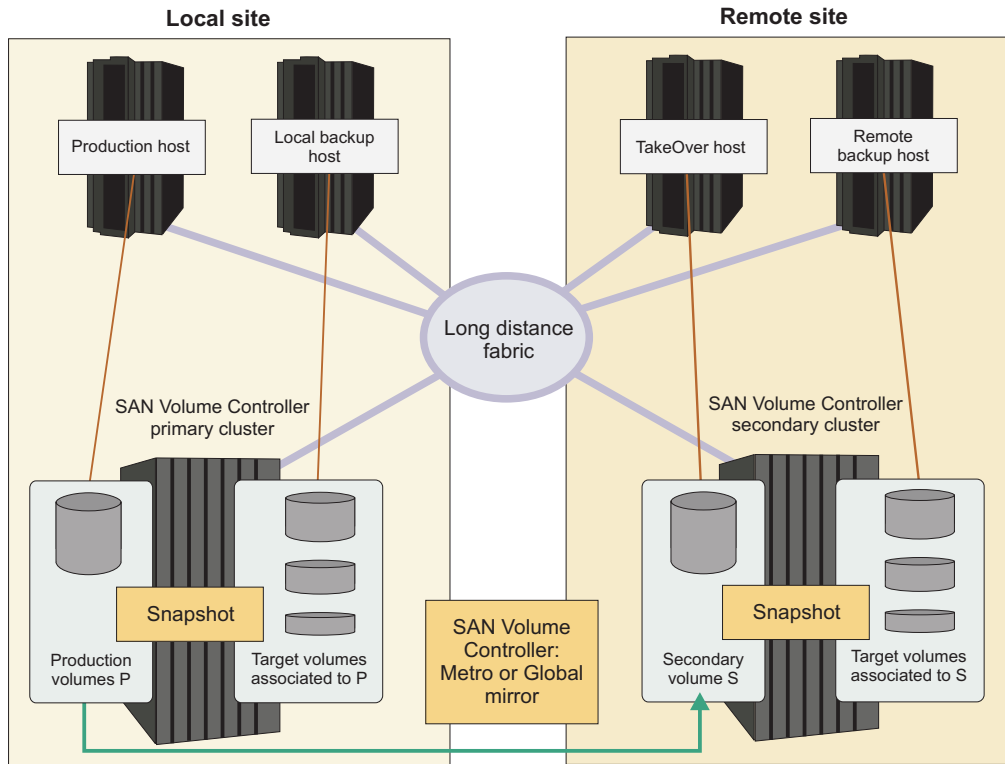 Local site
Remote site
Production host
Local backup
host
TakeOver host
Remote
backup host
Long distance
fabric
SAN Volume Controller
primary cluster
SAN Volume Controller
secondary cluster
Snapshot
Production
volumes P
Target volumes
associated to P
SAN Volume
Controller:
Metro or Global
mirror
Snapshot
Secondary
volume S
Target volumes
associated to S